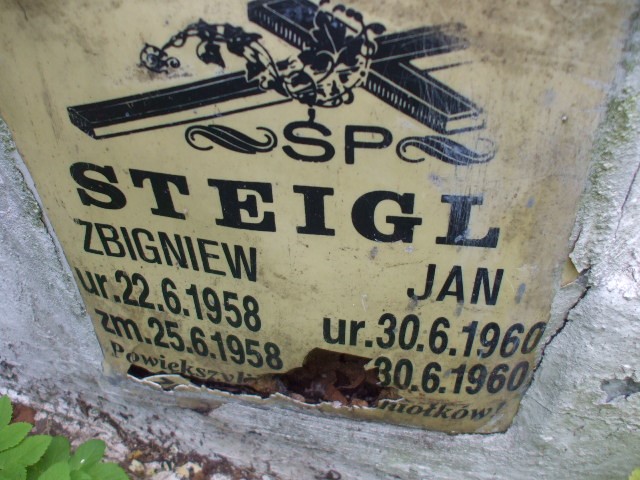 ŚP
STEIGL
ZBIGNIEW
ur.22.6.1958
zm.25.6.1958
JAN
ur.30.6.1960
30.6.1960
Powiększyli